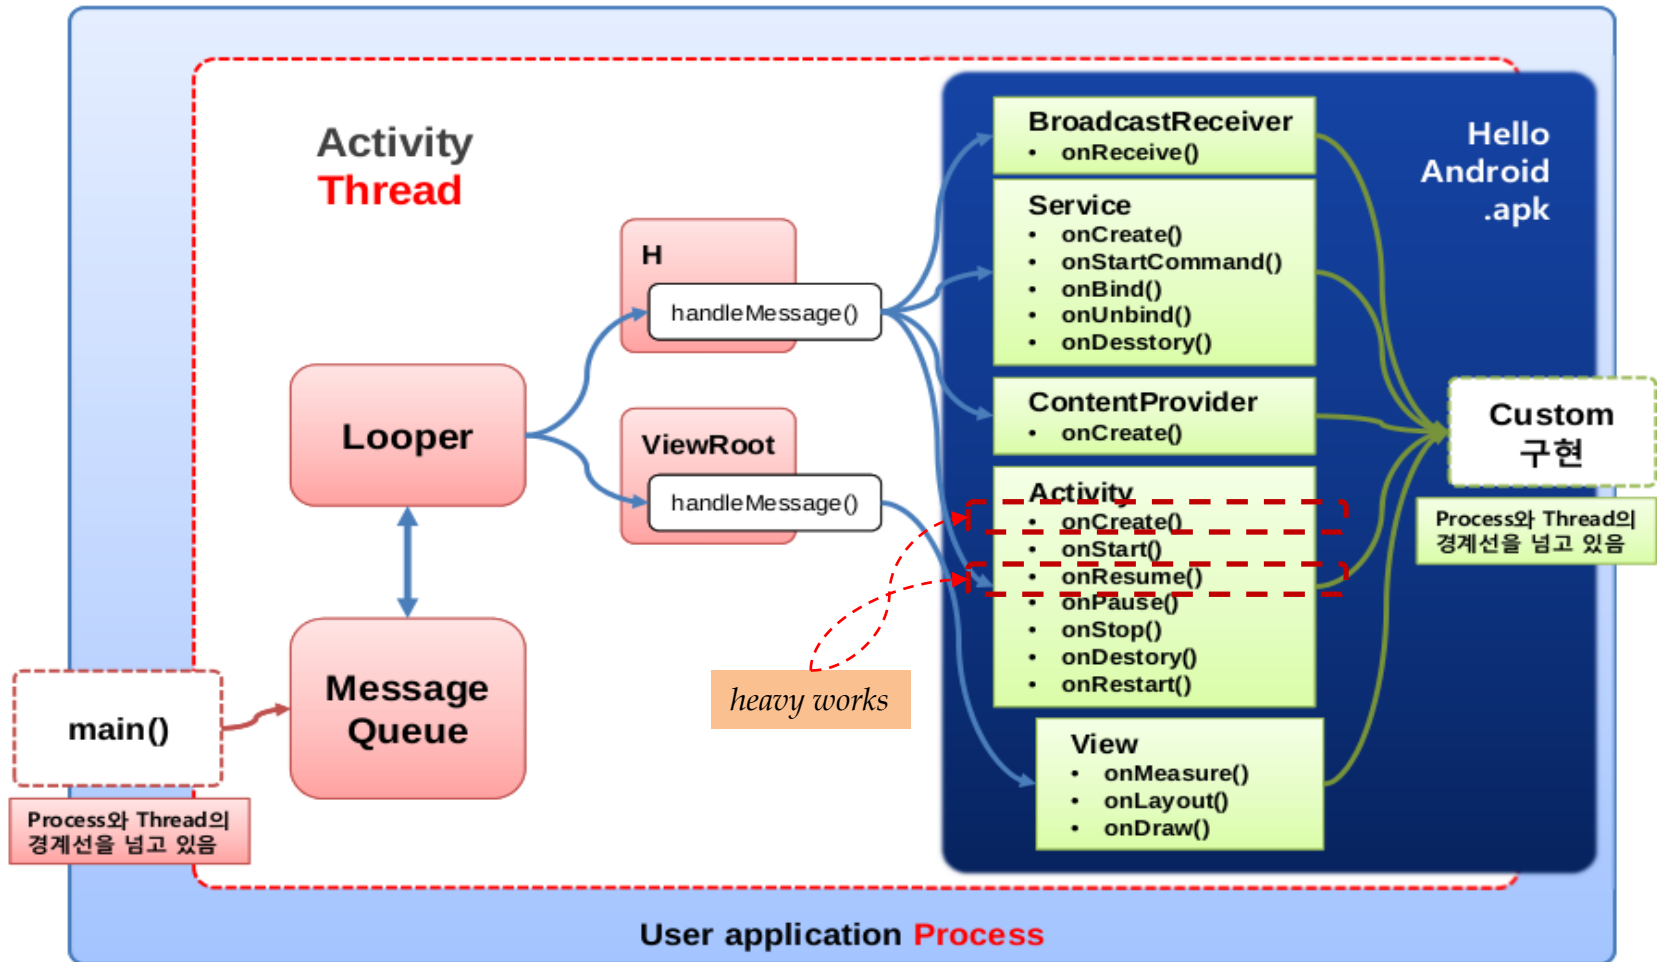 Activity
Thread
H
handleMessage()
Looper
ViewRoot
handleMessage()
Message
Queue
main()
Process와 Thread의
경계선을 넘고 있음
heavy works
BroadcastReceiver
• onReceive()
Service
• onCreate()
• onStartCommand()
• onBind()
• onUnbind()
• onDesstory()
ContentProvider
• onCreate()
Activity
• onCreate()
• onStart()
• onResume()
• onPause()
• onStop()
• onDestory()
• onRestart()
View
• onMeasure()
• onLayout()
• onDraw()
Hello
Android
.apk
Custom
구현
Process와 Thread의
경계선을 넘고 있음
User application Process